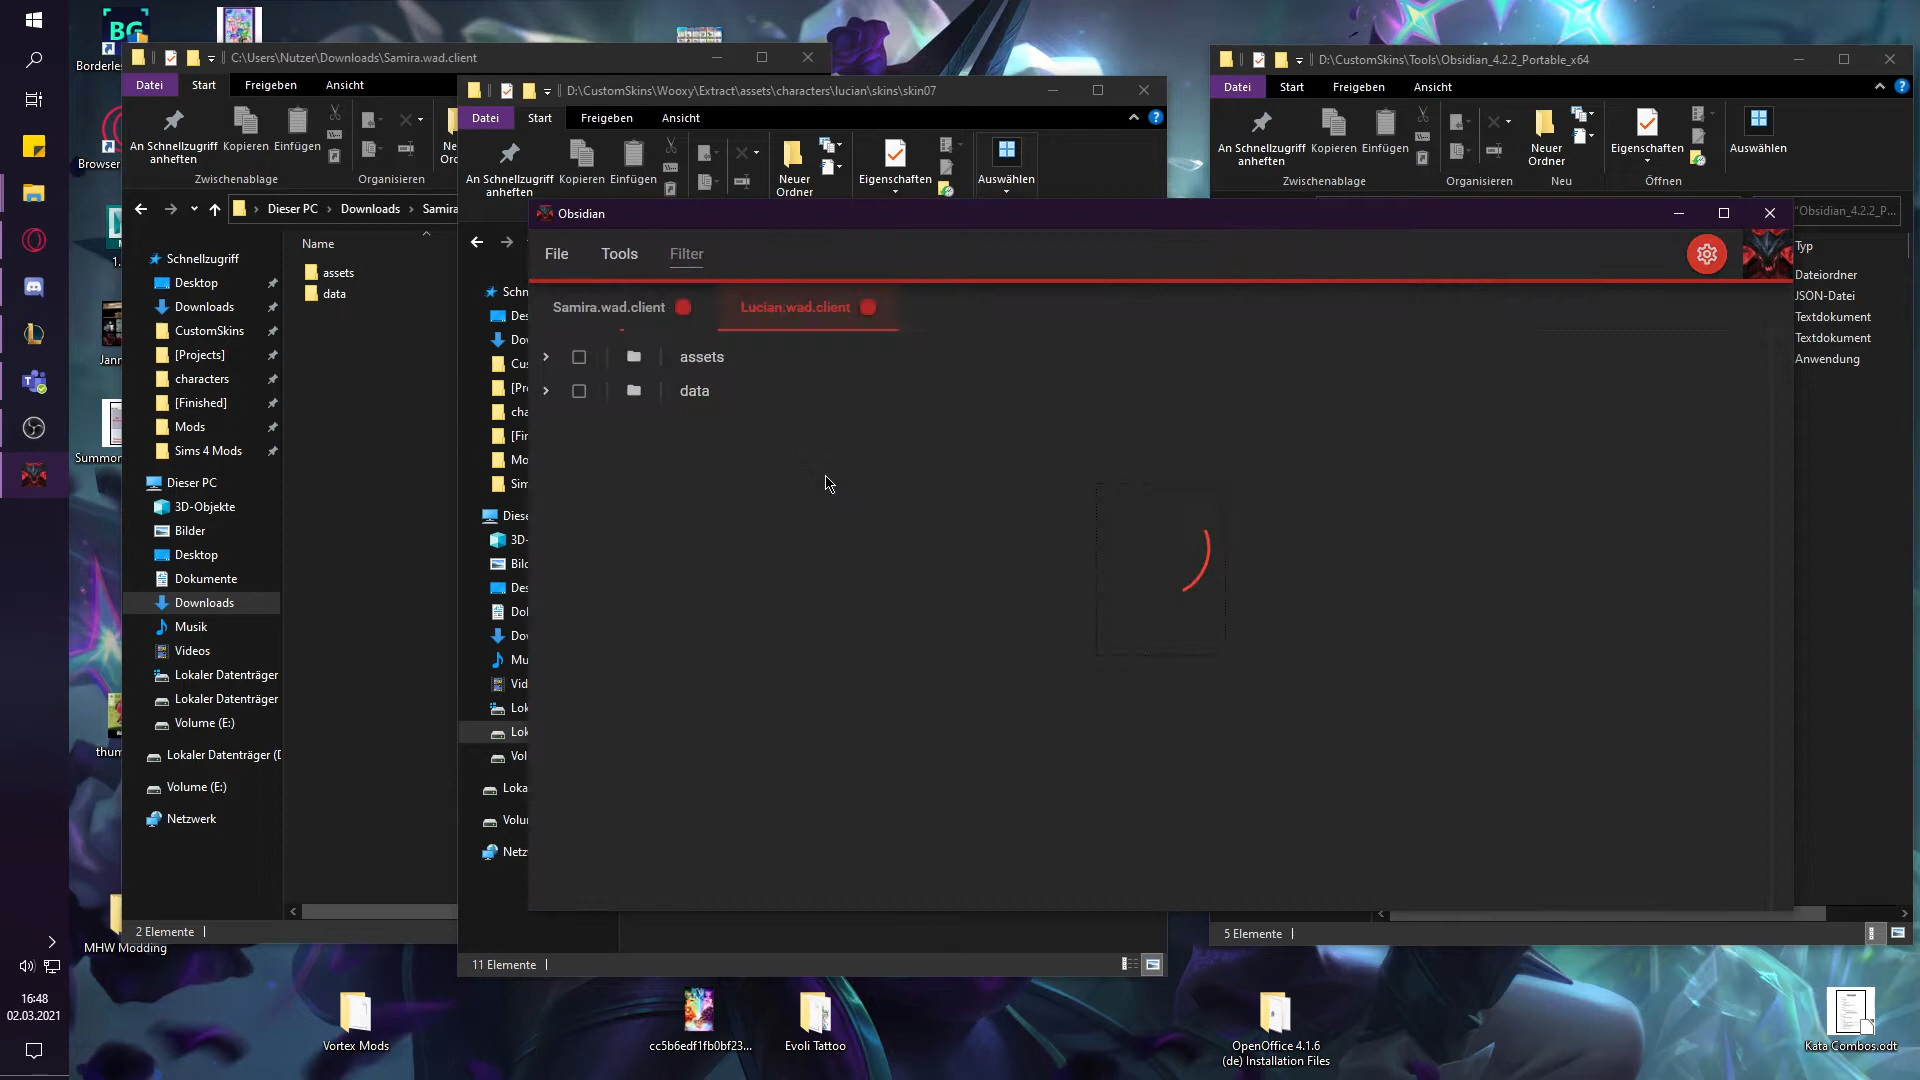 BG
Borderles
Browser
1.
Jann
Summon
thum
MHW Modding
16:48
02.03.2021
C:\Users\Nutzer\Downloads\Samira.wad.client
Datei
Start
Freigeben
Ansicht
An Schnellzugriff
anheften
Kopieren
Einfügen
Zwischenablage
Organisieren
Dieser PC
Downloads
Samira
Name
assets
data
Schnellzugriff
Desktop
Downloads
CustomSkins
[Projects]
characters
[Finished]
Mods
Sims 4 Mods
Dieser PC
3D-Objekte
Bilder
Desktop
Dokumente
Downloads
Musik
Videos
Lokaler Datenträger
Lokaler Datenträger
Volume (E:)
Lokaler Datenträger (D
Volume (E:)
Netzwerk
2 Elemente
D:\CustomSkins\Wooxy\Extract\assets\characters\lucian\skins\skin07
Datei
Start
Freigeben
Ansicht
An Schnellzugriff
anheften
Kopieren
Einfügen
Neuer
Ordner
Eigenschaften
Auswählen
11 Elemente
D:\CustomSkins\Tools\Obsidian_4.2.2_Portable_x64
Datei
Start
Freigeben
Ansicht
An Schnellzugriff
anheften
Kopieren
Einfügen
Neuer
Ordner
Eigenschaften
Auswählen
Zwischenablage
Organisieren
Neu
Öffnen
"Obsidian_4.2.2_P...
Typ
Dateiordner
JSON-Datei
Textdokument
Textdokument
Anwendung
5 Elemente
Obsidian
File
Tools
Filter
Samira.wad.client
Lucian.wad.client
assets
data
Vortex Mods
cc5b6edf1fb0bf23...
Evoli Tattoo
OpenOffice 4.1.6
(de) Installation Files
Kata Combos.odt